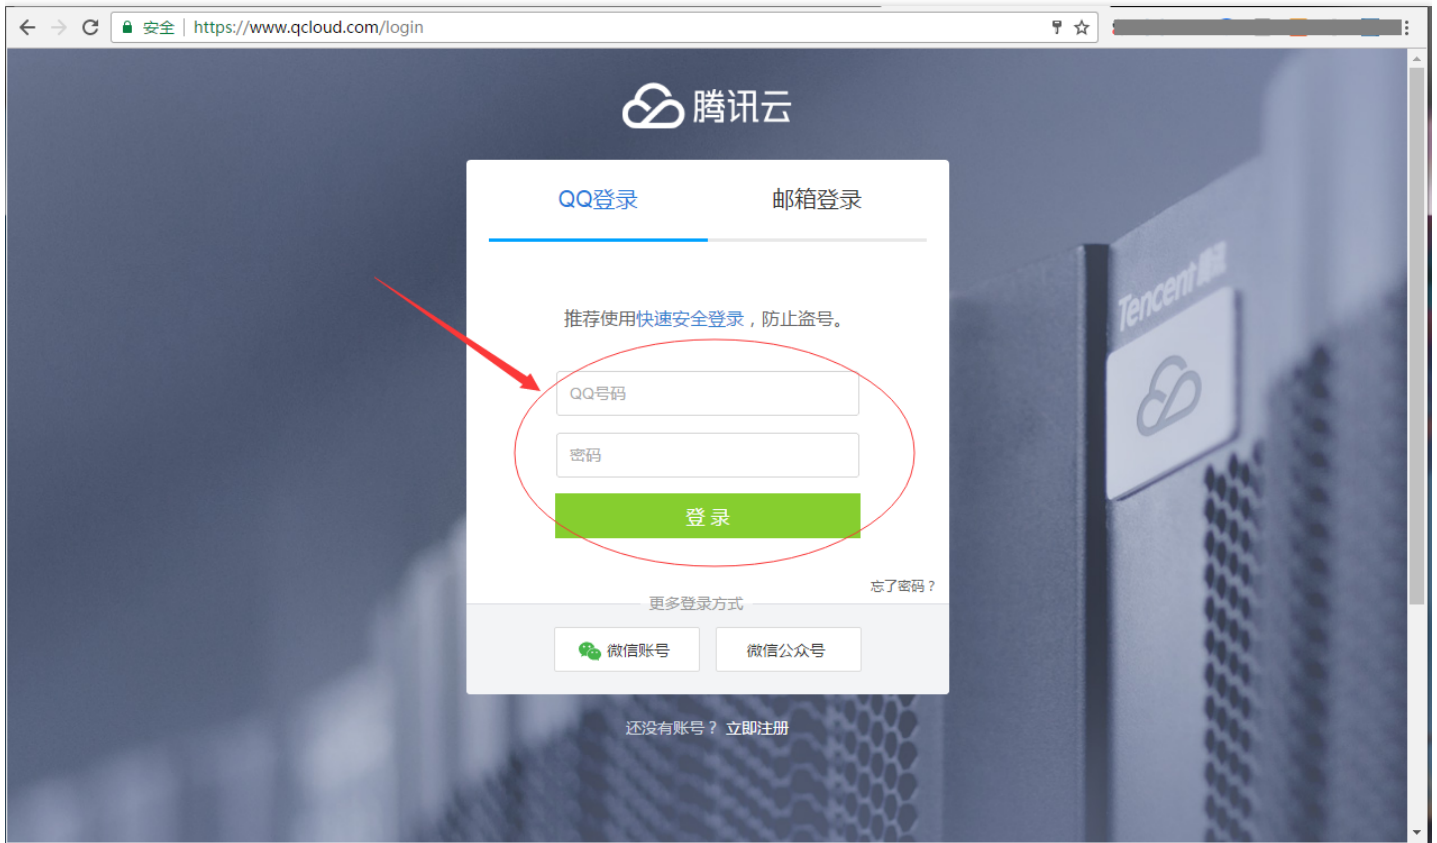 安全 | https://www.qcloud.com/login
腾讯云
QQ登录 邮箱登录
推荐使用快速安全登录，防止盗号。
QQ号码
密码
登 录
忘了密码？
更多登录方式
微信账号 微信公众号
还没有账号？ 立即注册
Tencent 腾讯